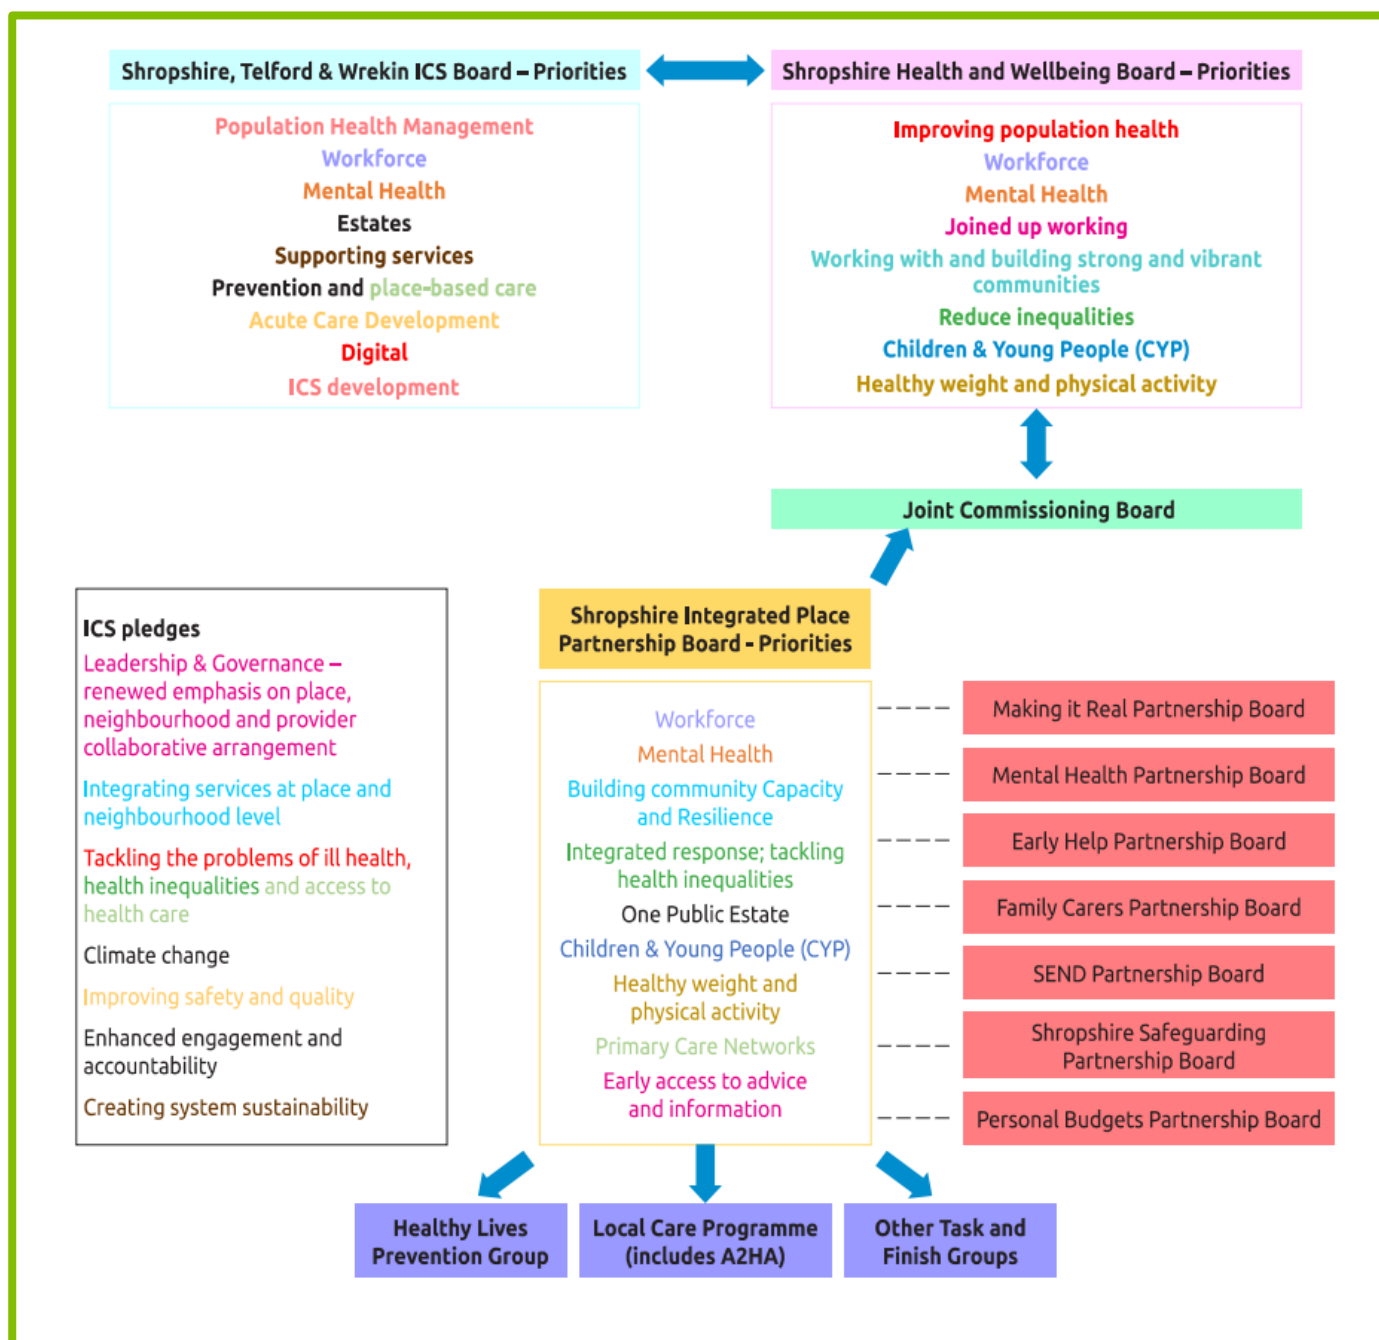 Shropshire, Telford & Wrekin ICS Board – Priorities
Population Health Management
Workforce
Mental Health
Estates
Supporting services
Prevention and place-based care
Acute Care Development
Digital
ICS development
Shropshire Health and Wellbeing Board – Priorities
Improving population health
Workforce
Mental Health
Joined up working
Working with and building strong and vibrant
communities
Reduce inequalities
Children & Young People (CYP)
Healthy weight and physical activity
Joint Commissioning Board
ICS pledges
Leadership & Governance –
renewed emphasis on place,
neighbourhood and provider
collaborative arrangement
Integrating services at place and
neighbourhood level
Tackling the problems of ill health,
health inequalities and access to
health care
Climate change
Improving safety and quality
Enhanced engagement and
accountability
Creating system sustainability
Shropshire Integrated Place
Partnership Board - Priorities
Workforce
Mental Health
Building community Capacity
and Resilience
Integrated response; tackling
health inequalities
One Public Estate
Children & Young People (CYP)
Healthy weight and
physical activity
Primary Care Networks
Early access to advice
and information
Making it Real Partnership Board
Mental Health Partnership Board
Early Help Partnership Board
Family Carers Partnership Board
SEND Partnership Board
Shropshire Safeguarding
Partnership Board
Personal Budgets Partnership Board
Healthy Lives
Prevention Group
Local Care Programme
(includes A2HA)
Other Task and
Finish Groups